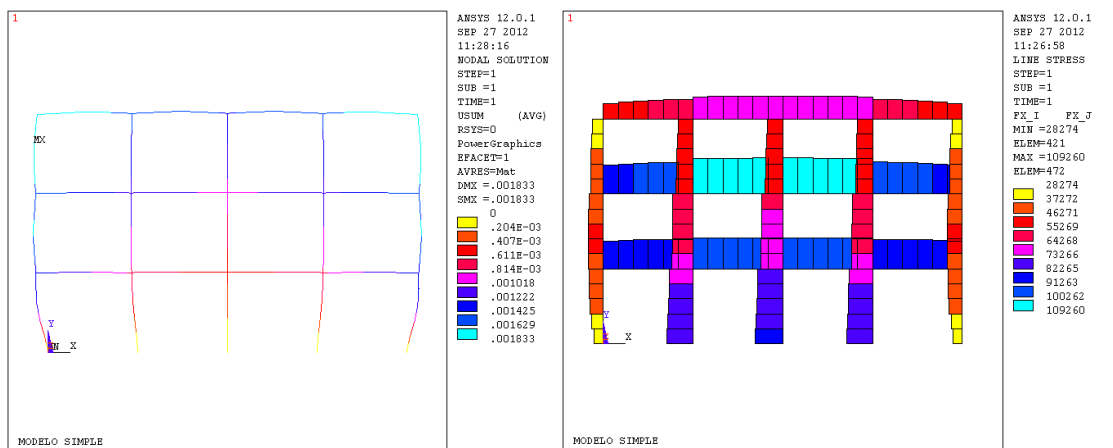 1
ANSYS 12.0.1
SEP 27 2012
11:28:16
NODAL SOLUTION
STEP=1
SUB =1
TIME=1
USUM (AVG)
RSYS=0
PowerGraphics
EFACET=1
AVRES=Mat
DMX =.001833
SMX =.001833
0
.204E-03
.407E-03
.611E-03
.814E-03
.001018
.001222
.001425
.001629
.001833
MX
Y
X
MODELO SIMPLE
1
ANSYS 12.0.1
SEP 27 2012
11:26:58
LINE STRESS
STEP=1
SUB =1
TIME=1
FX_I FX_J
MIN =28274
ELEM=421
MAX =109260
ELEM=472
28274
37272
46271
55269
64268
73266
82265
91263
100262
109260
Y
X
MODELO SIMPLE